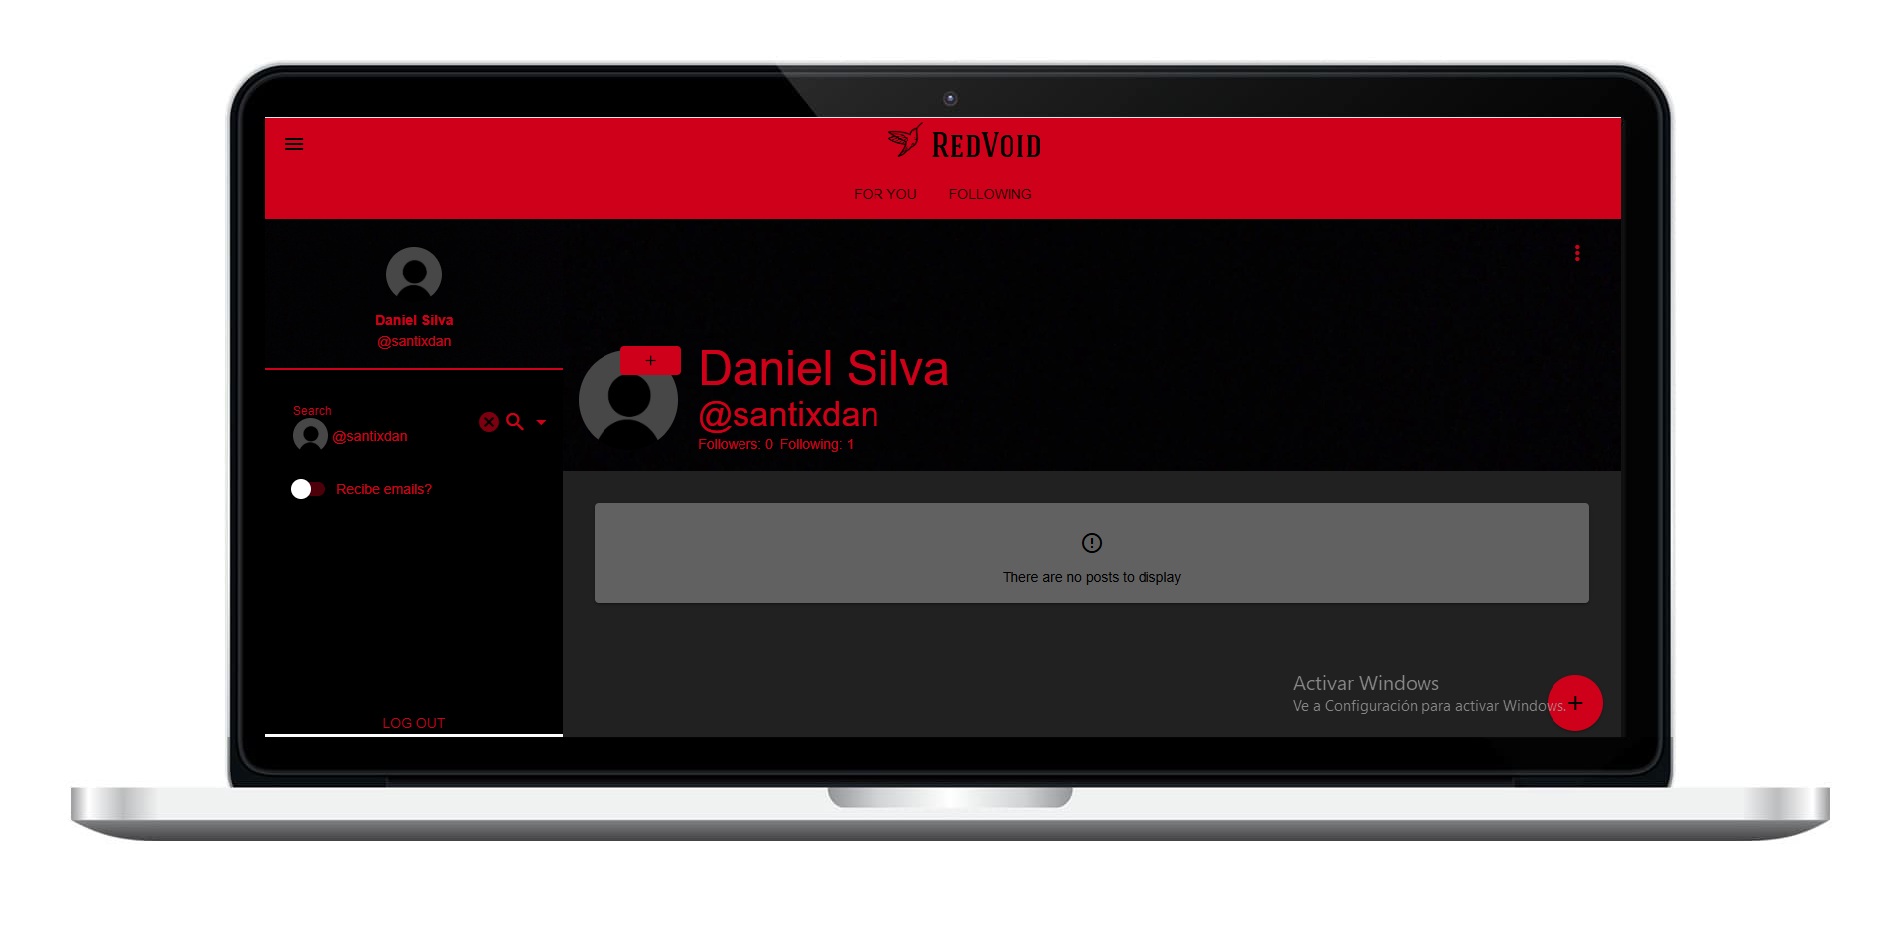 RedVoid
FOR YOU FOLLOWING
Daniel Silva
@santixdan
Search
@santixdan
Recibe emails?
LOG OUT
+
Daniel Silva
@santixdan
Followers: 0 Following: 1
There are no posts to display
Activar Windows
Ve a Configuración para activar Windows.
+